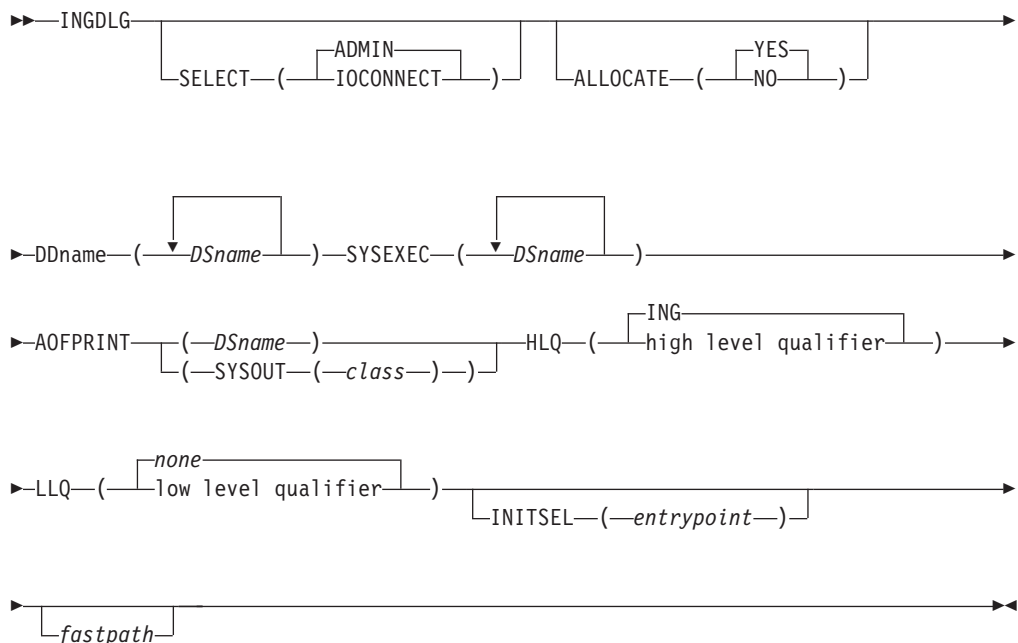 INGDLG
ADMIN YES
SELECT ( IOCONNECT ) ALLOCATE ( NO )
DDname ( DSname ) SYSEXEC ( DSname )
ING
AOFPRINT ( DSname ) HLQ ( high level qualifier )
( SYSOUT ( class ) )
none
LLQ ( low level qualifier )
INITSEL ( entrypoint )
fastpath